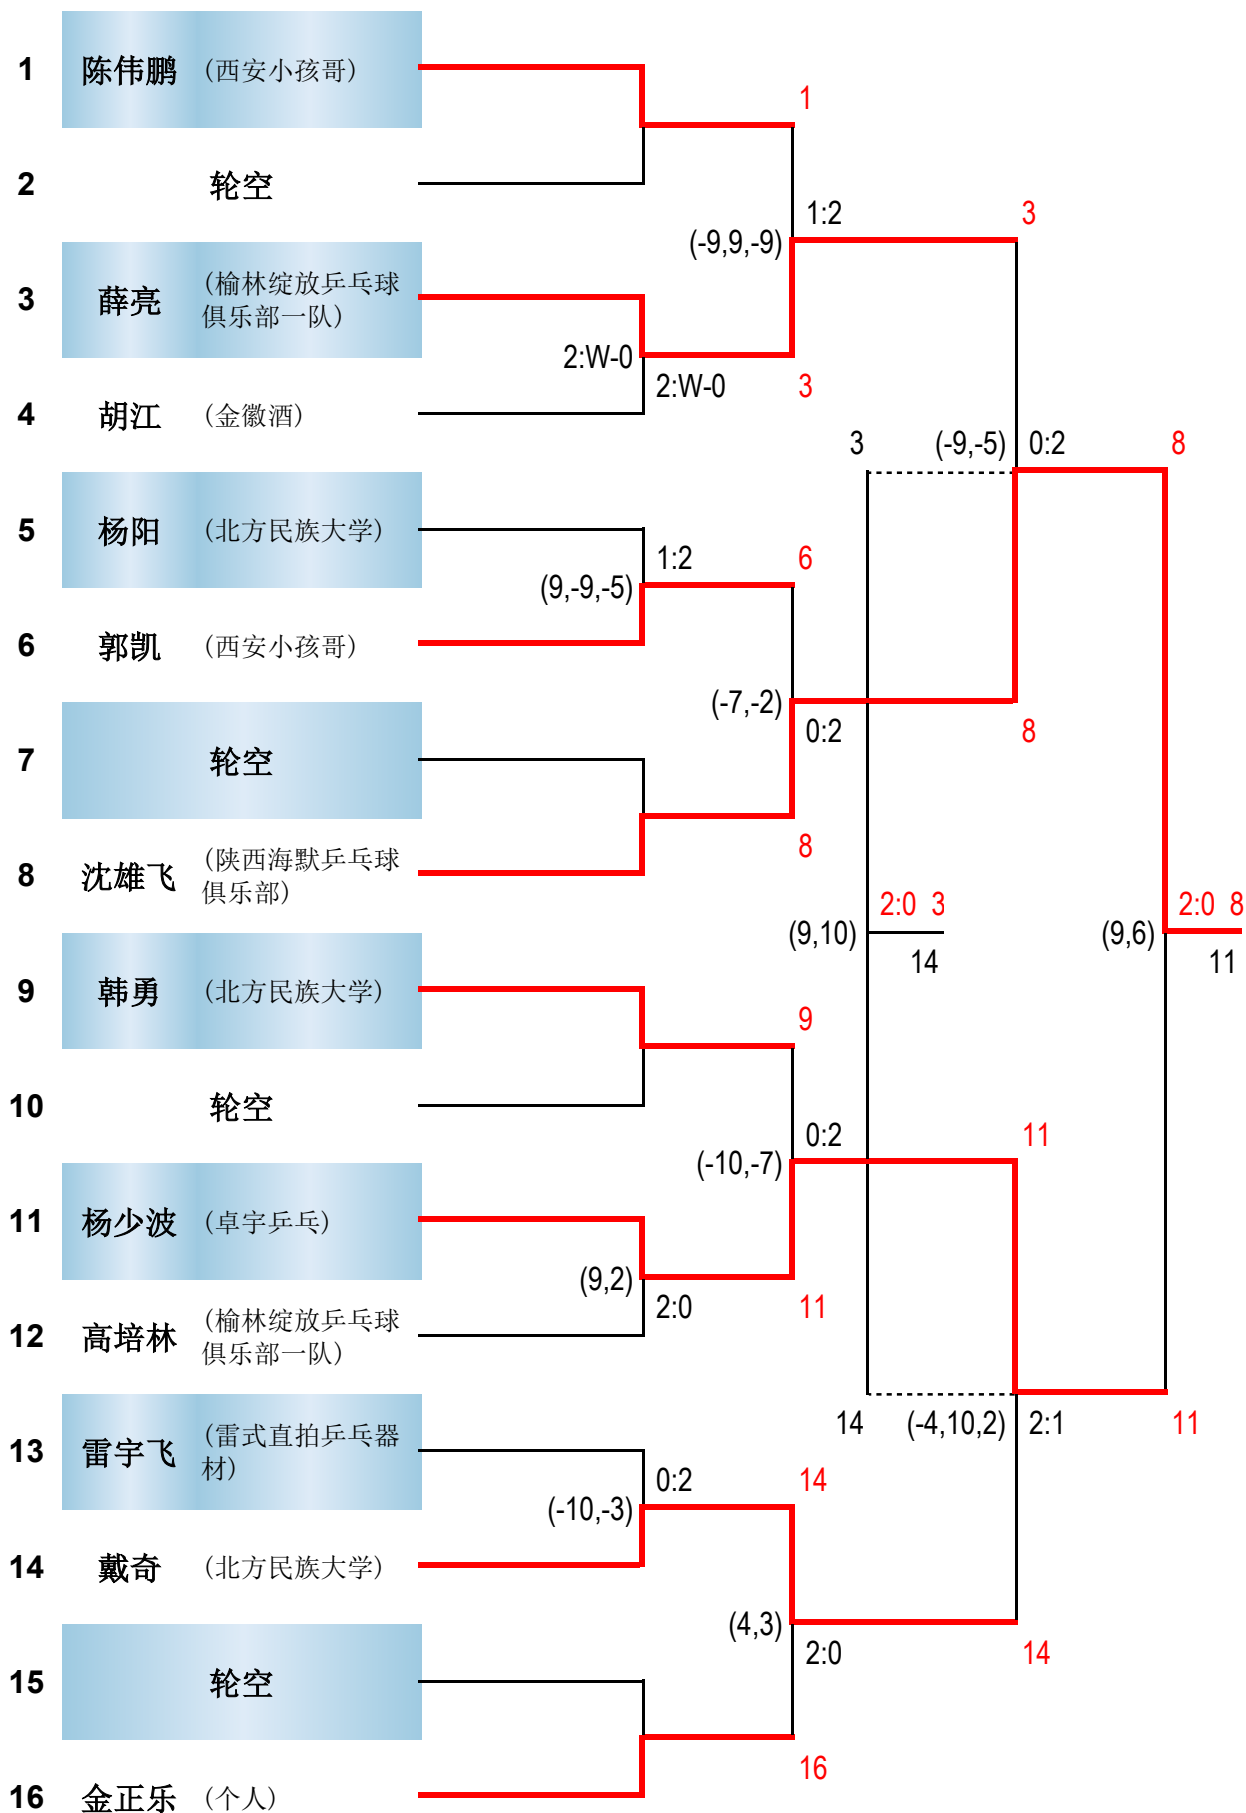 1 陈伟鹏 (西安小孩哥)
1
2 轮空
1:2
3
(-9,9,-9)
3 薛亮 (榆林绽放乒乓球
俱乐部一队)
2:W-0
2:W-0
3
4 胡江 (金徽酒)
3
(-9,-5)
0:2
8
5 杨阳 (北方民族大学)
1:2
6
(9,-9,-5)
6 郭凯 (西安小孩哥)
(-7,-2)
0:2
8
7 轮空
8
8 沈雄飞 (陕西海默乒乓球
俱乐部)
2:0 3
(9,10)
14
2:0 8
(9,6)
11
9 韩勇 (北方民族大学)
9
10 轮空
0:2
11
(-10,-7)
11 杨少波 (卓宇乒乓)
(9,2)
2:0
11
12 高培林 (榆林绽放乒乓球
俱乐部一队)
14
(-4,10,2)
2:1
11
13 雷宇飞 (雷式直拍乒乓器
材)
0:2
14
(-10,-3)
14 戴奇 (北方民族大学)
(4,3)
2:0
14
15 轮空
16
16 金正乐 (个人)